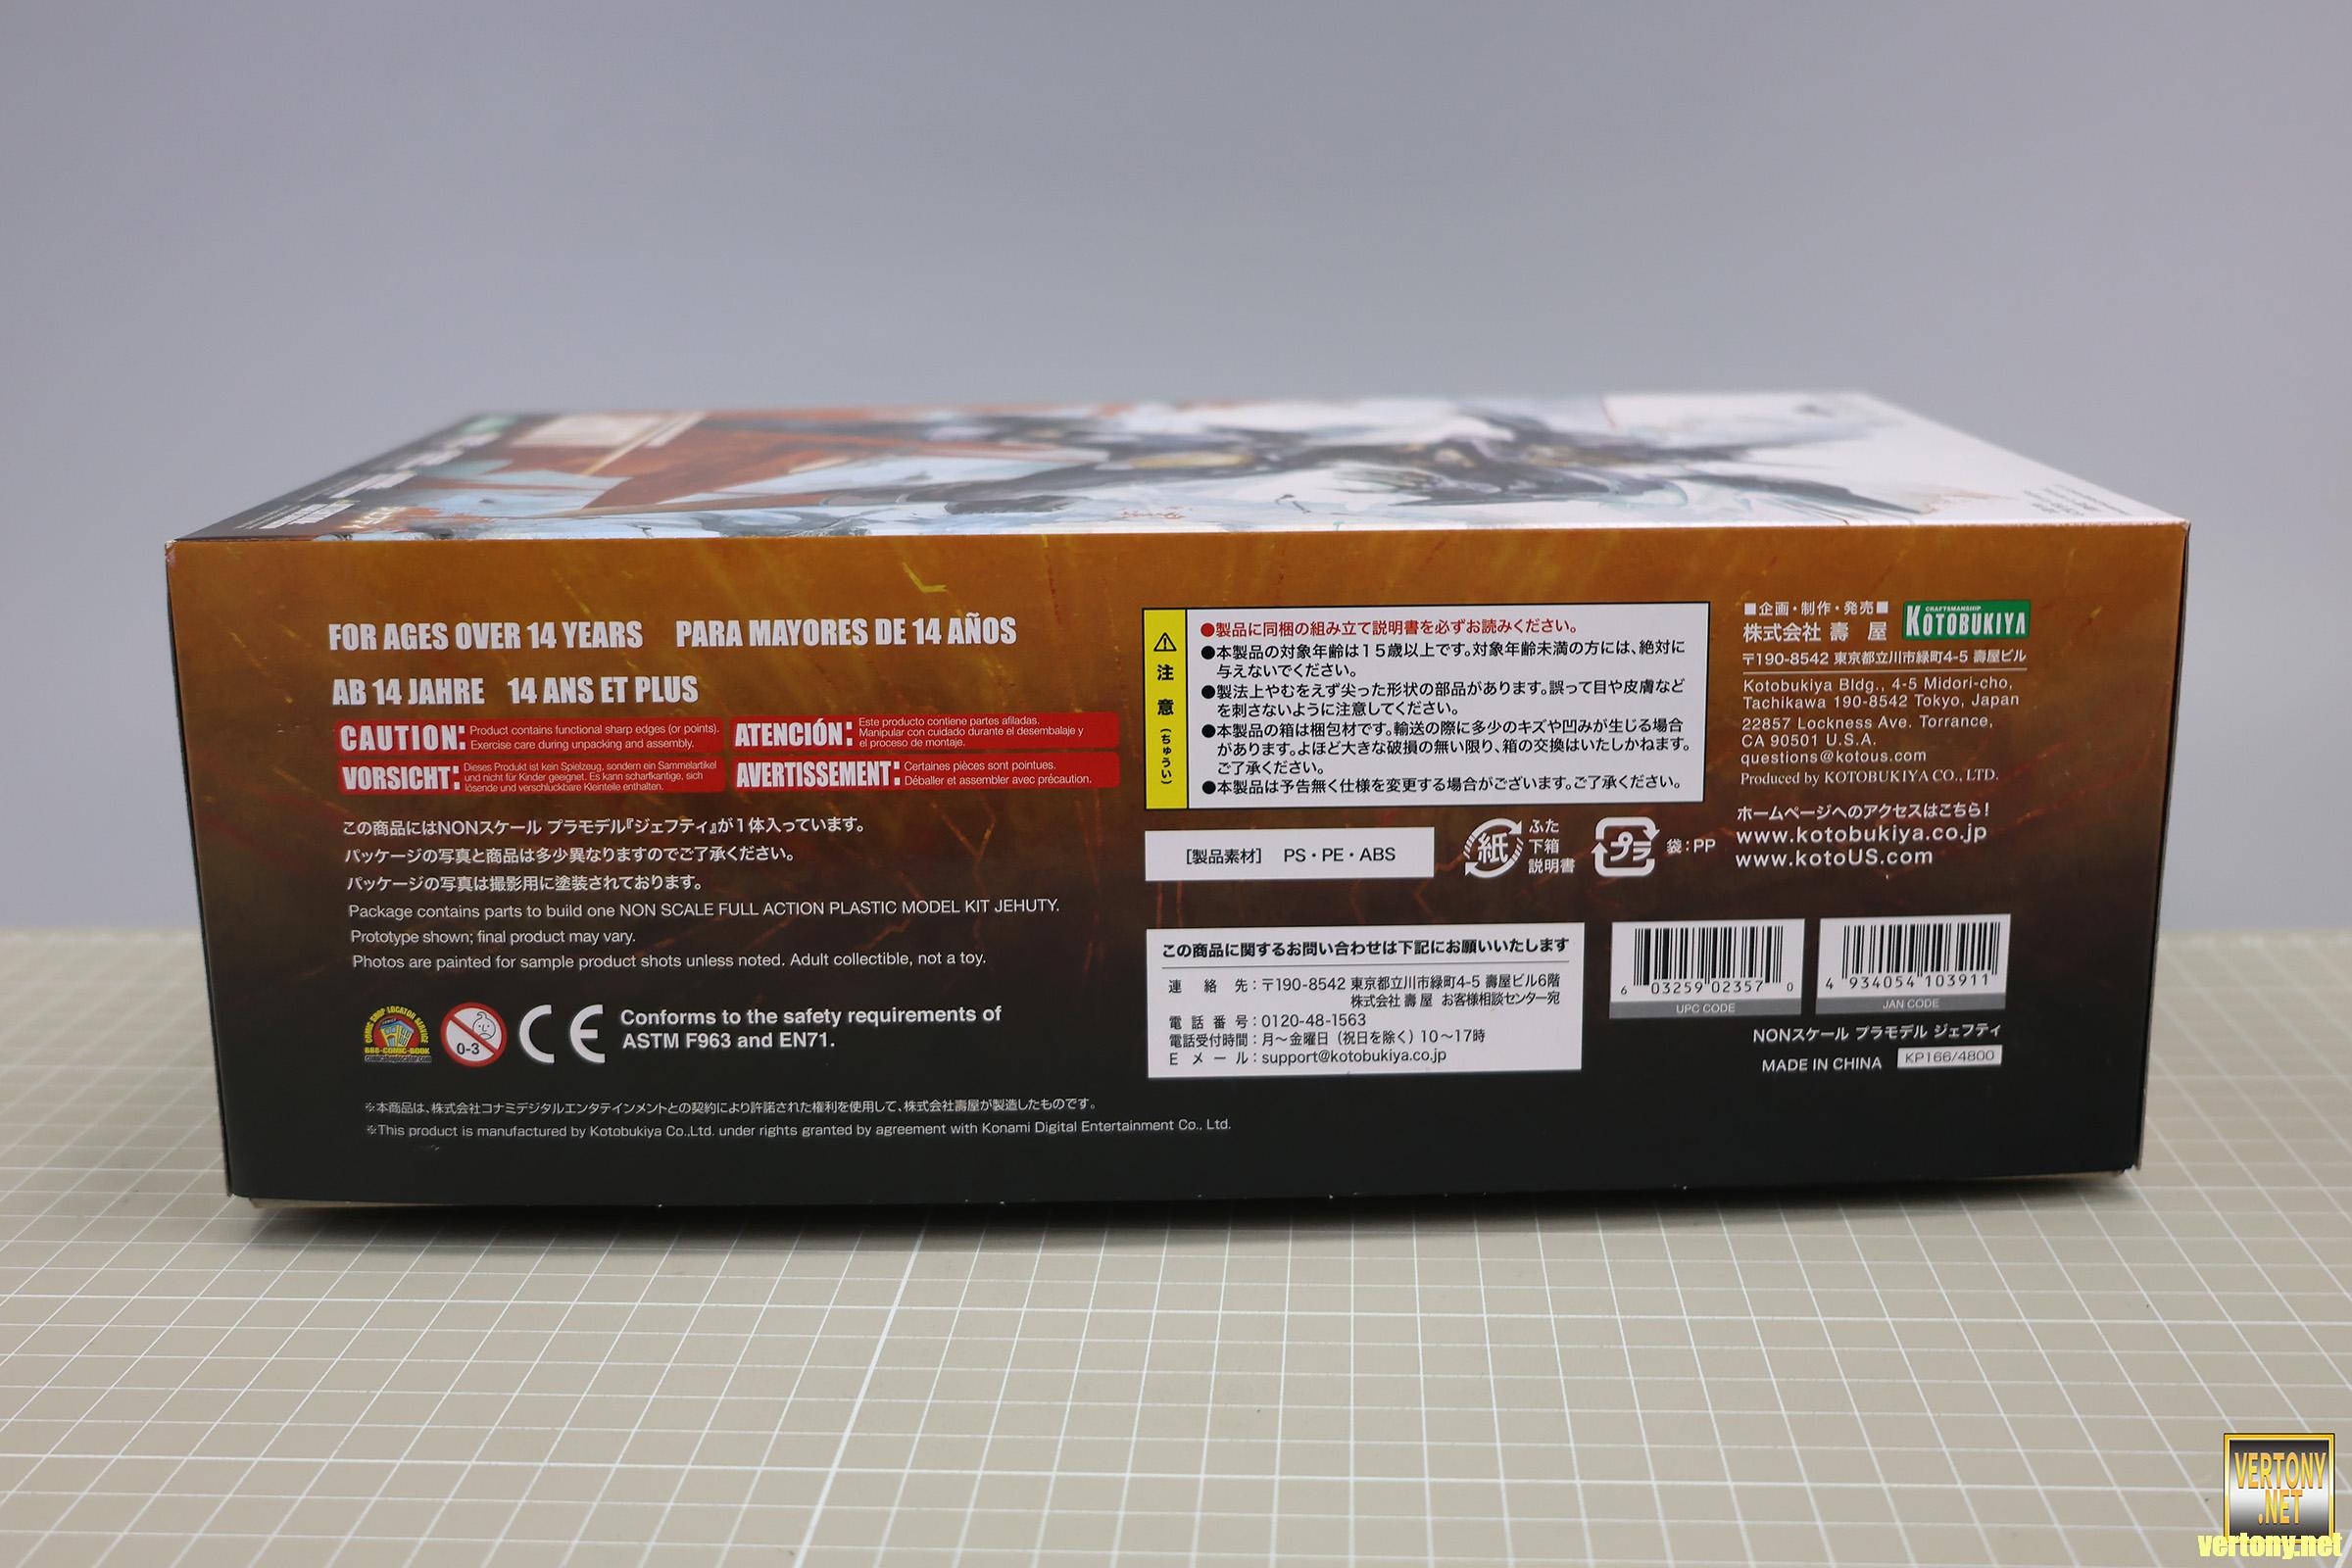 FOR AGES OVER 14 YEARS PARA MAYORES DE 14 AÑOS
AB 14 JAHRE 14 ANS ET PLUS
CAUTION: Product contains functional sharp edges (or points).
Exercise care during unpacking and assembly.
ATENCIÓN: Este producto contiene partes afiladas.
Manipular con cuidado durante el desembalaje y
el proceso de montaje.
VORSICHT: Dieses Produkt ist kein Spielzeug, sondern ein Sammelartikel
und nicht für Kinder geeignet. Es kann scharfkantige, sich
lösende und verschluckbare Kleinteile enthalten.
AVERTISSEMENT: Certaines pièces sont pointues.
Déballer et assembler avec précaution.
この商品にはNONスケール プラモデル『ジェフティ』が1体入っています。
パッケージの写真と商品は多少異なりますのでご了承ください。
パッケージの写真は撮影用に塗装されております。
Package contains parts to build one NON SCALE FULL ACTION PLASTIC MODEL KIT JEHUTY.
Prototype shown; final product may vary.
Photos are painted for sample product shots unless noted. Adult collectible, not a toy.
COMIC SHOP LOCATOR SERVICE
888-COMIC-BOOK
comicshoplocator.com
0-3
CE
Conforms to the safety requirements of
ASTM F963 and EN71.
※本商品は、株式会社コナミデジタルエンタテインメントとの契約により許諾された権利を使用して、株式会社壽屋が製造したものです。
※This product is manufactured by Kotobukiya Co.,Ltd. under rights granted by agreement with Konami Digital Entertainment Co., Ltd.
注意(ちゅうい)
●製品に同梱の組み立て説明書を必ずお読みください。
●本製品の対象年齢は15歳以上です。対象年齢未満の方には、絶対に
与えないでください。
●製法上やむをえず尖った形状の部品があります。誤って目や皮膚など
を刺さないように注意してください。
●本製品の箱は梱包材です。輸送の際に多少のキズや凹みが生じる場合
があります。よほど大きな破損の無い限り、箱の交換はいたしかねます。
ご了承ください。
●本製品は予告無く仕様を変更する場合がございます。ご了承ください。
[製品素材] PS・PE・ABS
紙
ふた
下箱
説明書
プラ
袋：PP
この商品に関するお問い合わせは下記にお願いいたします
連絡先：〒190-8542 東京都立川市緑町4-5 壽屋ビル6階
株式会社 壽屋 お客様相談センター宛
電話番号：0120-48-1563
電話受付時間：月～金曜日（祝日を除く）10～17時
Eメール：support@kotobukiya.co.jp
■企画・制作・発売■
株式会社 壽 屋
CRAFTSMANSHIP
KOTOBUKIYA
〒190-8542 東京都立川市緑町4-5 壽屋ビル
Kotobukiya Bldg., 4-5 Midori-cho,
Tachikawa 190-8542 Tokyo, Japan
22857 Lockness Ave. Torrance,
CA 90501 U.S.A.
questions@kotous.com
Produced by KOTOBUKIYA CO., LTD.
ホームページへのアクセスはこちら！
www.kotobukiya.co.jp
www.kotoUS.com
6 03259 02357 0
UPC CODE
4 934054 103911
JAN CODE
NONスケール プラモデル ジェフティ
MADE IN CHINA KP166/4800
VERTONY
.NET
vertony.net